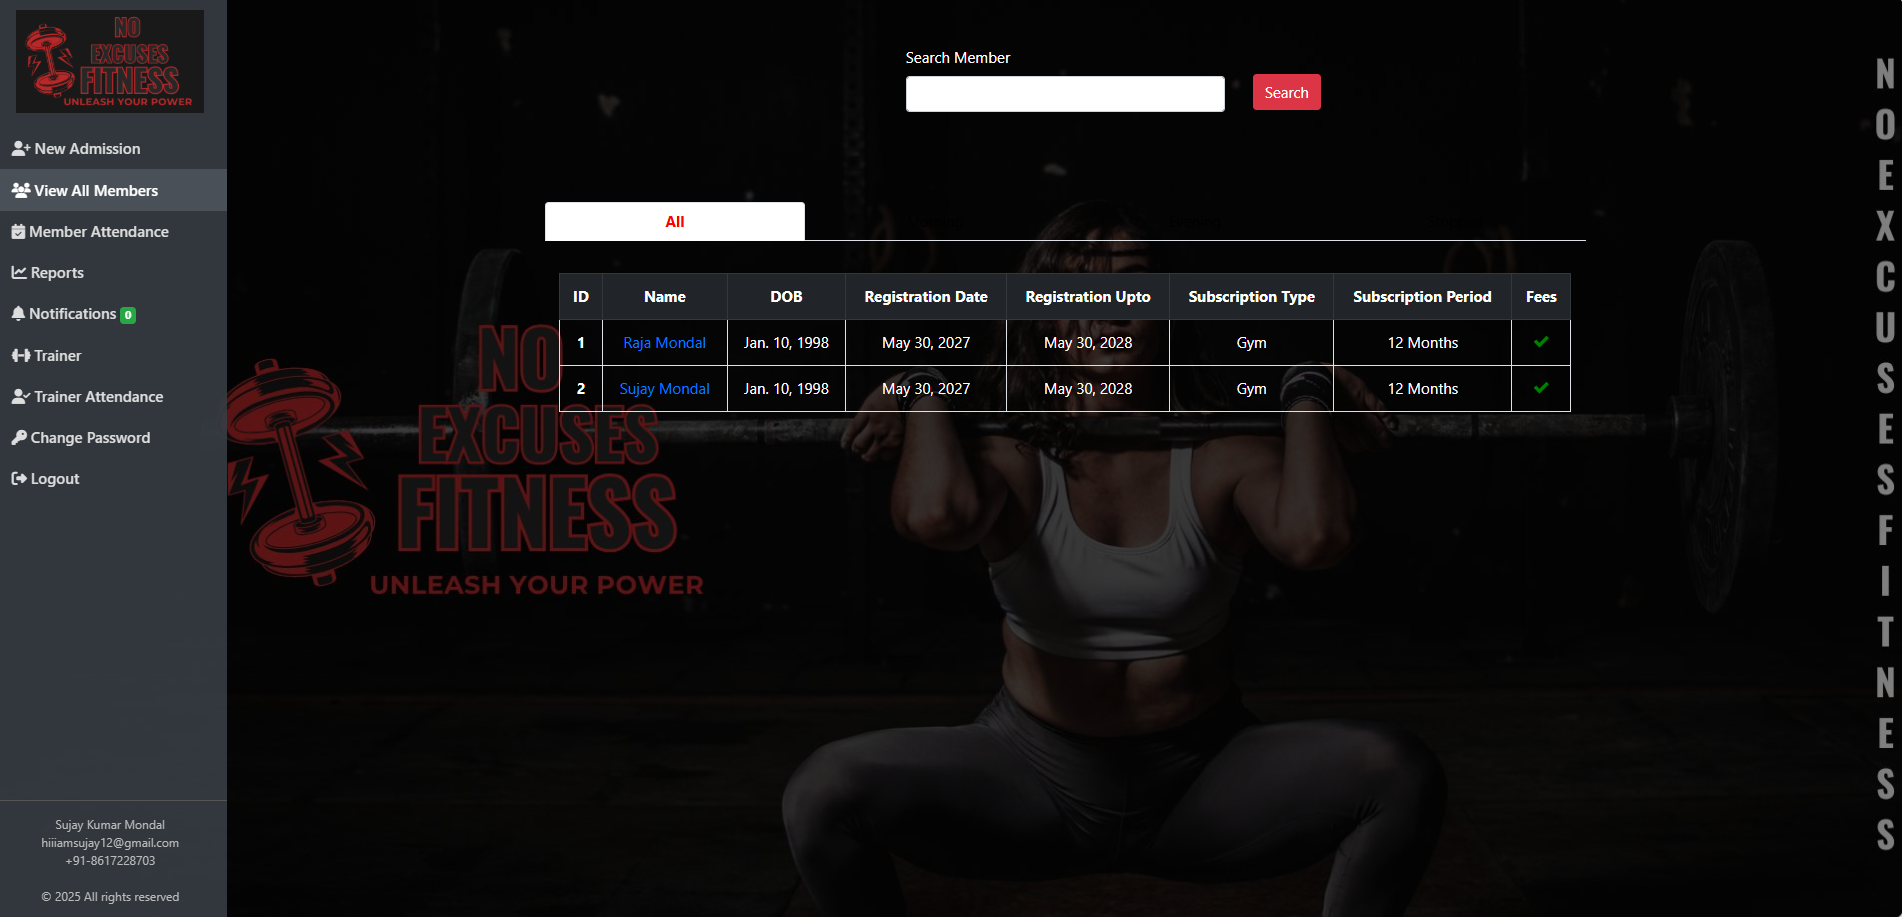 NO
EXCUSES
FITNESS
UNLEASH YOUR POWER
New Admission
View All Members
Member Attendance
Reports
Notifications 0
Trainer
Trainer Attendance
Change Password
Logout
Sujay Kumar Mondal
hiiiamsujay12@gmail.com
+91-8617228703
© 2025 All rights reserved
Search Member
Search
All
Evening
ID Name DOB Registration Date Registration Upto Subscription Type Subscription Period Fees
1 Raja Mondal Jan. 10, 1998 May 30, 2027 May 30, 2028 Gym 12 Months
2 Sujay Mondal Jan. 10, 1998 May 30, 2027 May 30, 2028 Gym 12 Months
NO
EXCUSES
FITNESS
UNLEASH YOUR POWER
NO EXCUSES FITNESS